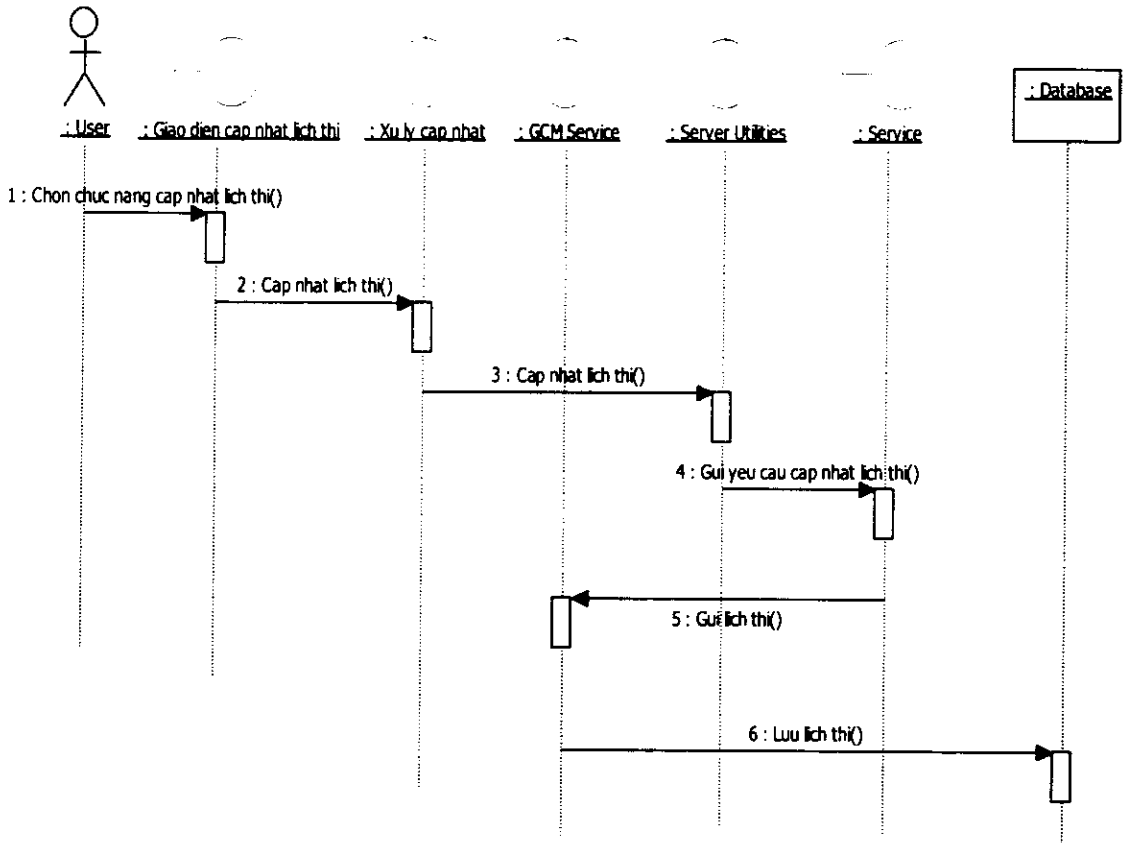 : User
: Giao dien cap nhat lich thi
: Xu ly cap nhat
: GCM Service
: Server Utilities
: Service
: Database
1 : Chon chuc nang cap nhat lich thi()
2 : Cap nhat lich thi()
3 : Cap nhat lich thi()
4 : Gui yeu cau cap nhat lich thi()
5 : Gui lich thi()
6 : Luu lich thi()